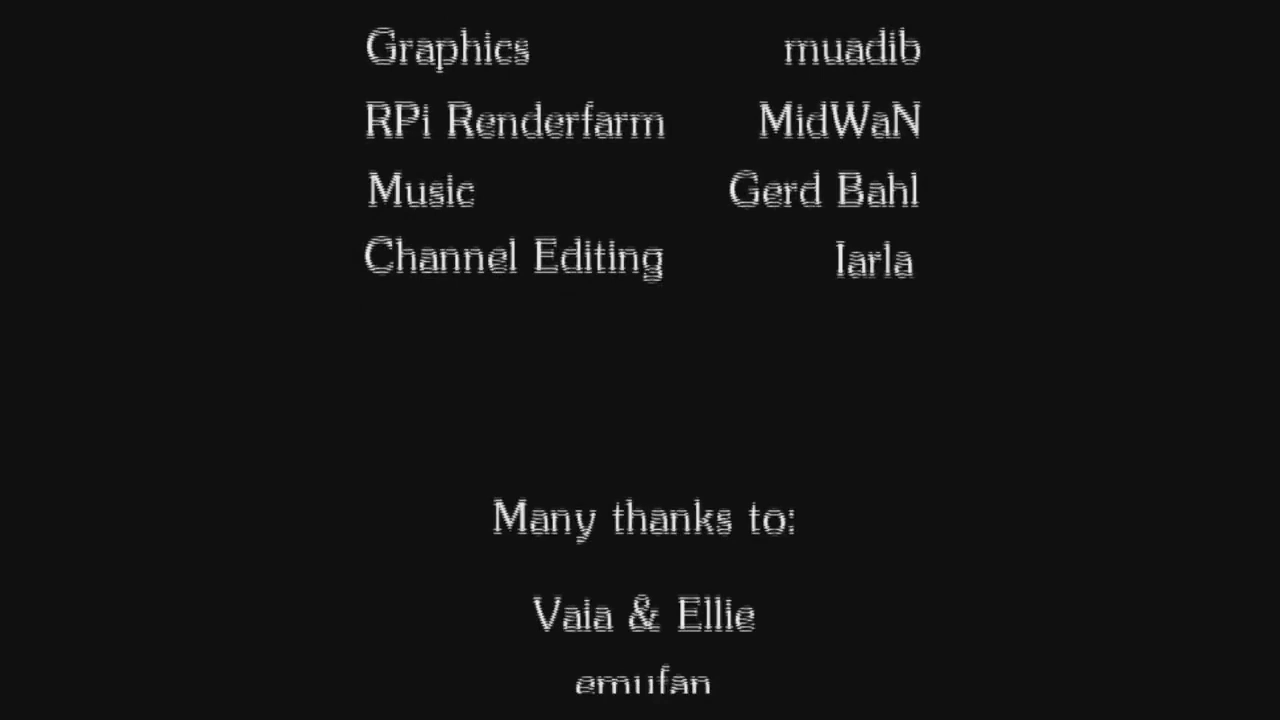 Graphics muadib
RPi Renderfarm MidWaN
Music Gerd Bahl
Channel Editing Iarla
Many thanks to:
Vaia & Ellie
emufan